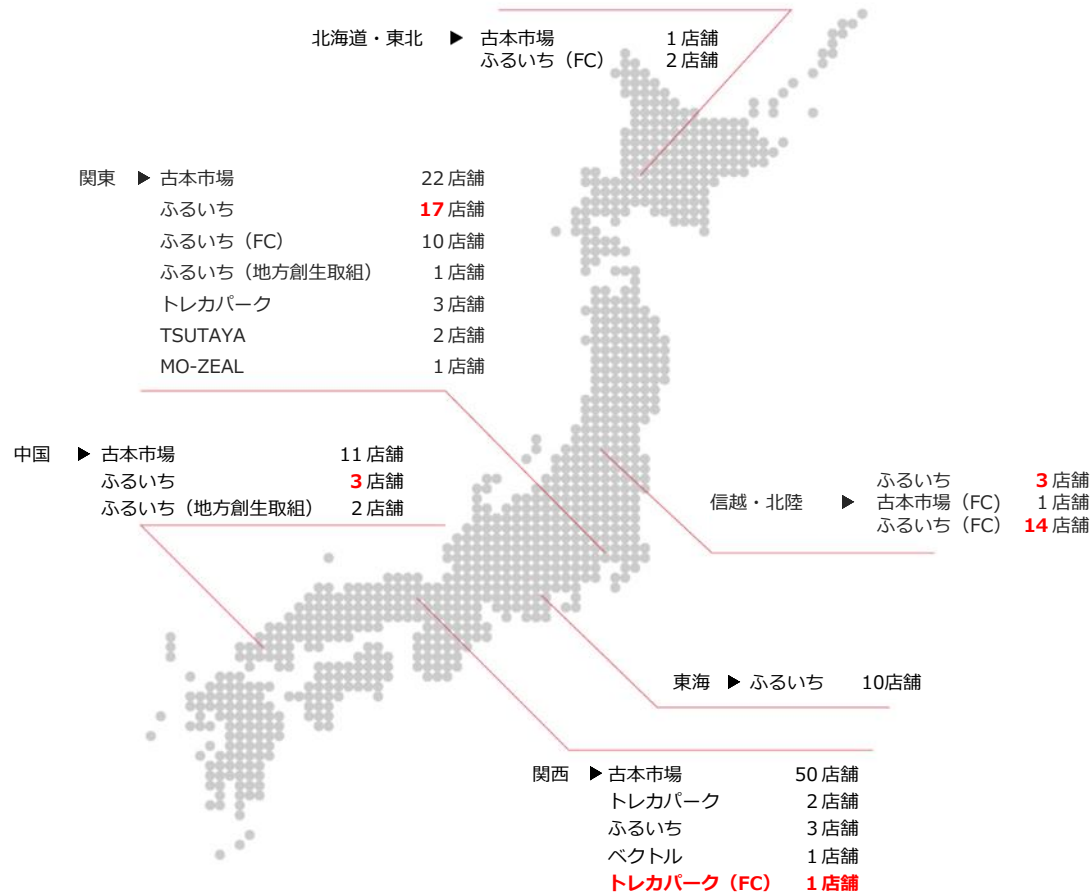 北海道・東北 ▶ 古本市場 1店舗
ふるいち（FC） 2店舗
関東 ▶ 古本市場 22店舗
ふるいち 17店舗
ふるいち（FC） 10店舗
ふるいち（地方創生取組） 1店舗
トレカパーク 3店舗
TSUTAYA 2店舗
MO-ZEAL 1店舗
中国 ▶ 古本市場 11店舗
ふるいち 3店舗
ふるいち（地方創生取組） 2店舗
ふるいち 3店舗
信越・北陸 ▶ 古本市場（FC） 1店舗
ふるいち（FC） 14店舗
東海 ▶ ふるいち 10店舗
関西 ▶ 古本市場 50店舗
トレカパーク 2店舗
ふるいち 3店舗
ベクトル 1店舗
トレカパーク（FC） 1店舗